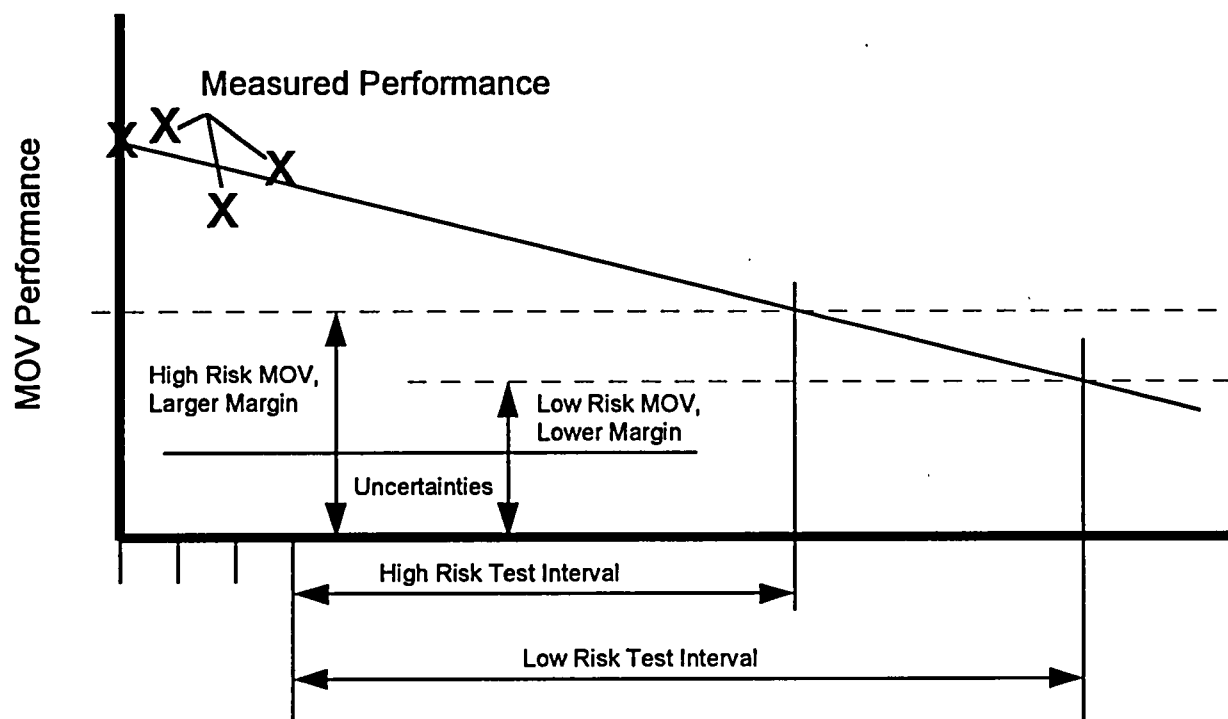 Measured Performance
X
X
X
X
MOV Performance
High Risk MOV,
Larger Margin
Low Risk MOV,
Lower Margin
Uncertainties
High Risk Test Interval
Low Risk Test Interval